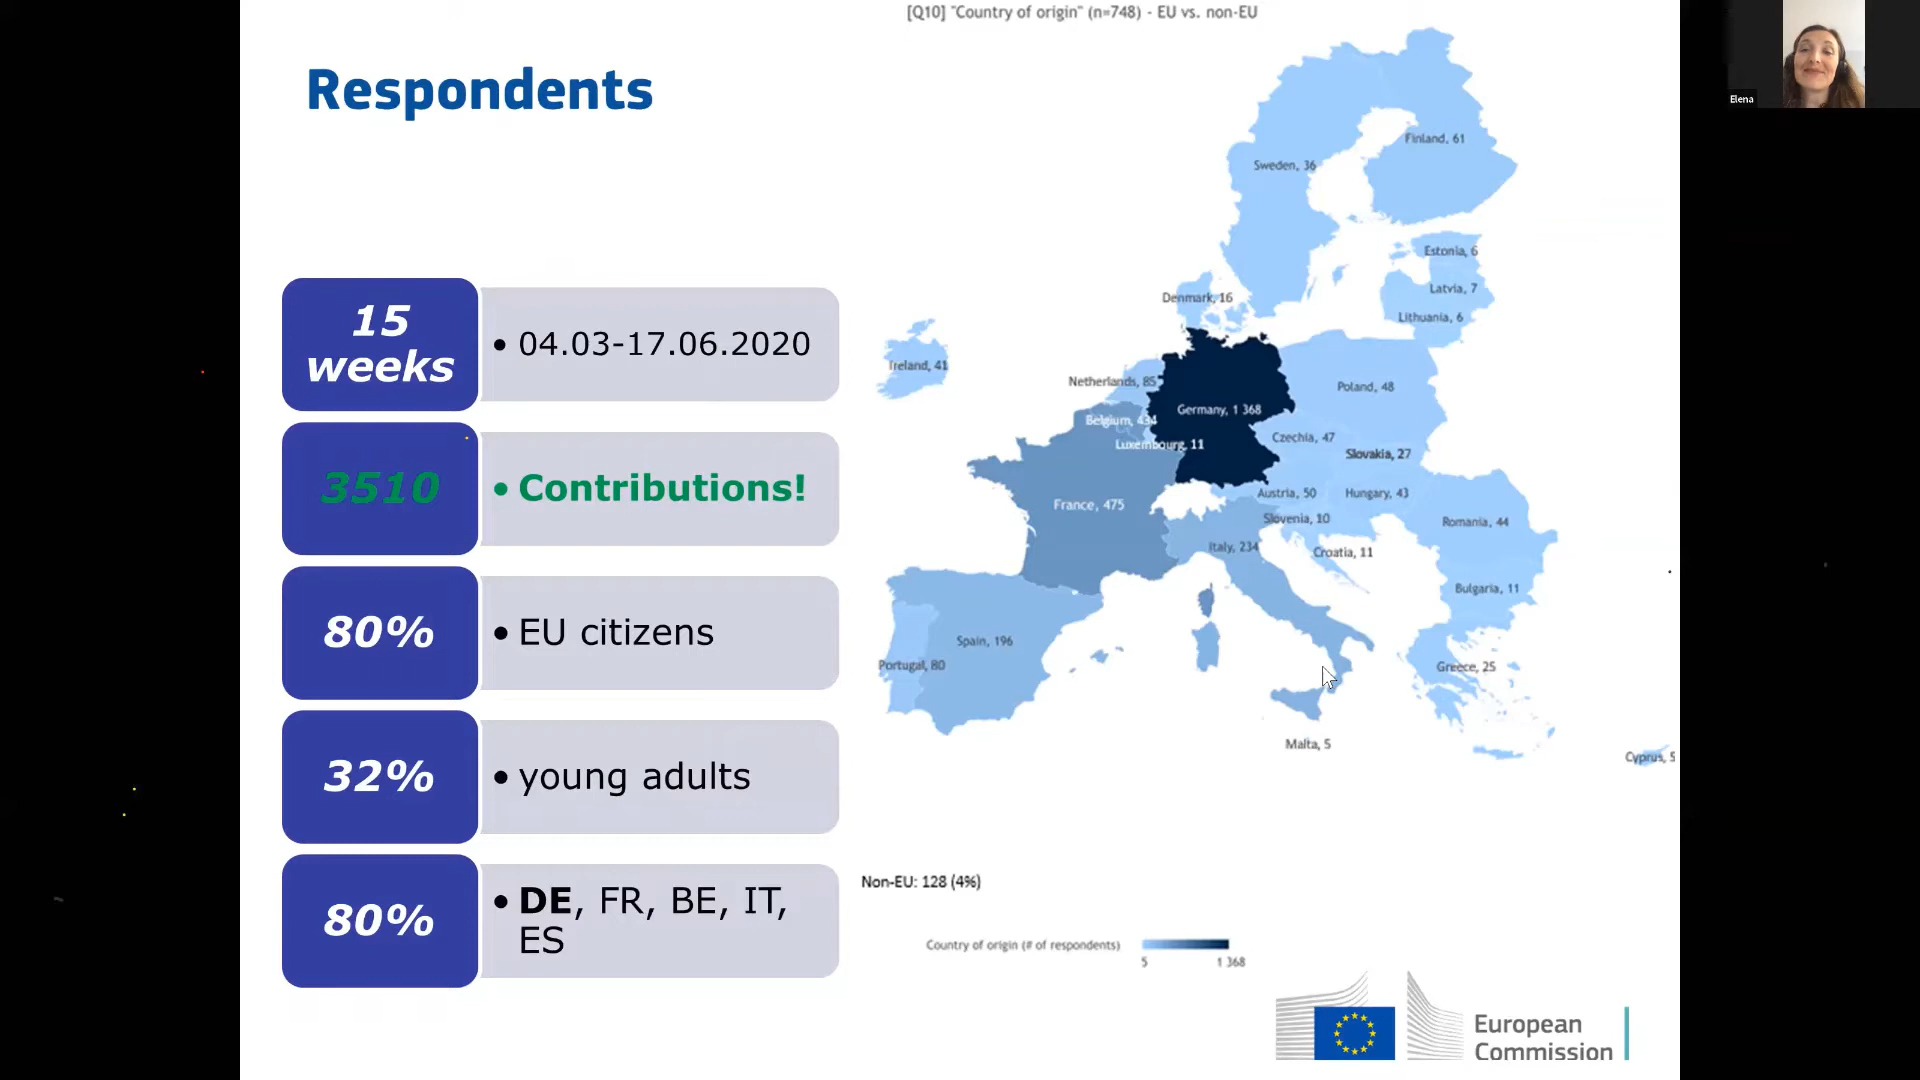 [Q10] "Country of origin" (n=748) - EU vs. non-EU
Elena
Respondents
15
weeks
• 04.03-17.06.2020
3510
• Contributions!
80%
• EU citizens
32%
• young adults
80%
• DE, FR, BE, IT,
ES
Finland, 61
Sweden, 36
Estonia, 6
Latvia, 7
Lithuania, 6
Denmark, 16
Ireland, 41
Netherlands, 85
Poland, 48
Germany, 1 368
Belgium, 434
Luxembourg, 11
Czechia, 47
Slovakia, 27
Austria, 50
Hungary, 43
France, 475
Slovenia, 10
Romania, 44
Italy, 234
Croatia, 11
Bulgaria, 11
Spain, 196
Portugal, 80
Greece, 25
Malta, 5
Cyprus, 5
Non-EU: 128 (4%)
Country of origin (# of respondents)
5
1 368
European
Commission